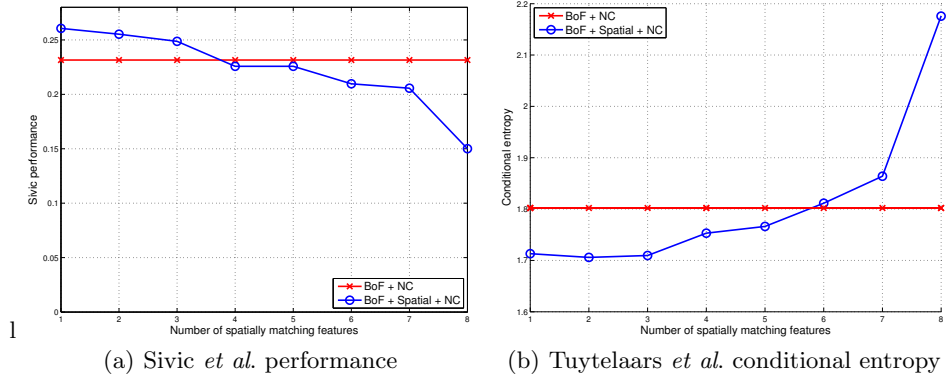 0.25
0.2
0.15
0.1
0.05
0
Sivic performance
BoF + NC
BoF + Spatial + NC
1 2 3 4 5 6 7 8
Number of spatially matching features
2.2
2.1
2
1.9
1.8
1.7
1.6
Conditional entropy
BoF + NC
BoF + Spatial + NC
1 2 3 4 5 6 7 8
Number of spatially matching features
l
(a) Sivic et al. performance
(b) Tuytelaars et al. conditional entropy